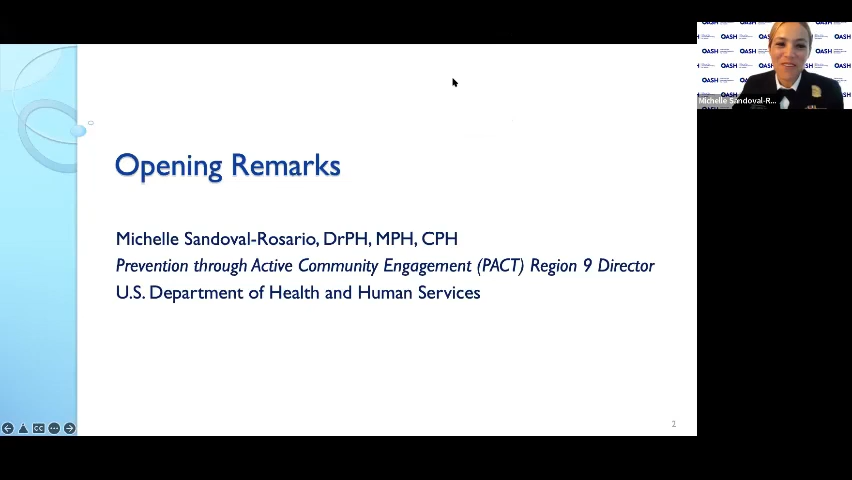 Opening Remarks
Michelle Sandoval-Rosario, DrPH, MPH, CPH
Prevention through Active Community Engagement (PACT) Region 9 Director
U.S. Department of Health and Human Services
2
OASH
Michelle Sandoval-R...